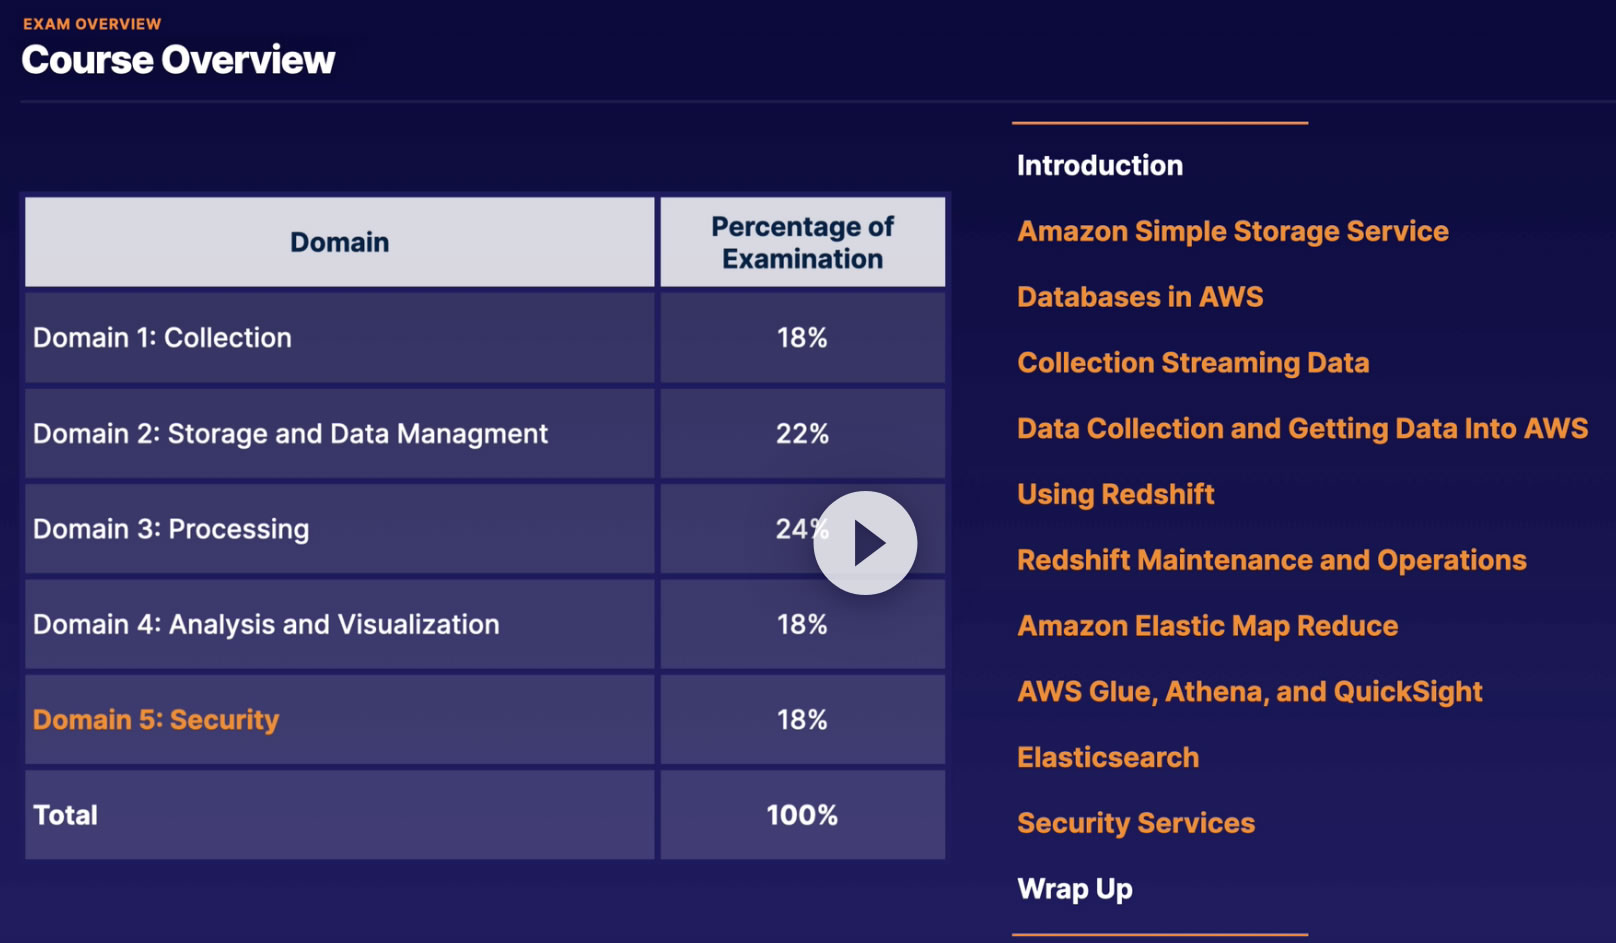 EXAM OVERVIEW
Course Overview
Domain
Percentage of
Examination
Domain 1: Collection
18%
Domain 2: Storage and Data Managment
22%
Domain 3: Processing
24%
Domain 4: Analysis and Visualization
18%
Domain 5: Security
18%
Total
100%
Introduction
Amazon Simple Storage Service
Databases in AWS
Collection Streaming Data
Data Collection and Getting Data Into AWS
Using Redshift
Redshift Maintenance and Operations
Amazon Elastic Map Reduce
AWS Glue, Athena, and QuickSight
Elasticsearch
Security Services
Wrap Up